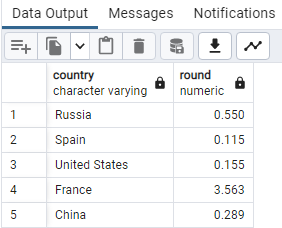 Data Output Messages Notifications
country round
character varying numeric
1 Russia 0.550
2 Spain 0.115
3 United States 0.155
4 France 3.563
5 China 0.289